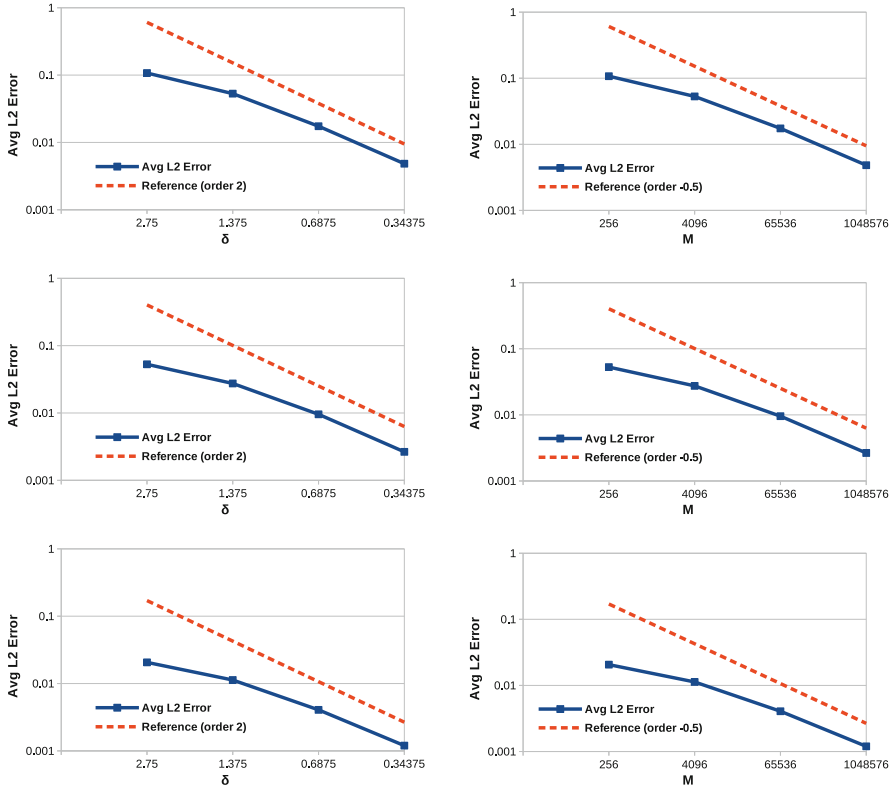 Avg L2 Error
1
0.1
0.01
0.001
Avg L2 Error
Reference (order 2)
2.75
1.375
0.6875
0.34375
δ
Avg L2 Error
1
0.1
0.01
0.001
Avg L2 Error
Reference (order -0.5)
256
4096
65536
1048576
M
Avg L2 Error
1
0.1
0.01
0.001
Avg L2 Error
Reference (order 2)
2.75
1.375
0.6875
0.34375
δ
Avg L2 Error
1
0.1
0.01
0.001
Avg L2 Error
Reference (order -0.5)
256
4096
65536
1048576
M
Avg L2 Error
1
0.1
0.01
0.001
Avg L2 Error
Reference (order 2)
2.75
1.375
0.6875
0.34375
δ
Avg L2 Error
1
0.1
0.01
0.001
Avg L2 Error
Reference (order -0.5)
256
4096
65536
1048576
M